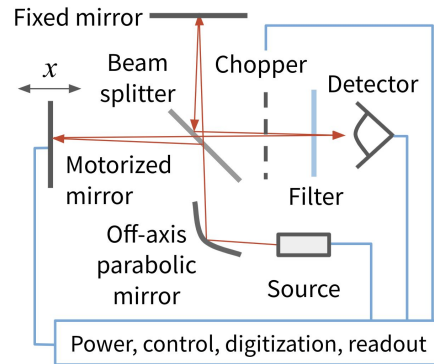 Fixed mirror
x
Beam
splitter
Chopper
Detector
Motorized
mirror
Filter
Off-axis
parabolic
mirror
Source
Power, control, digitization, readout